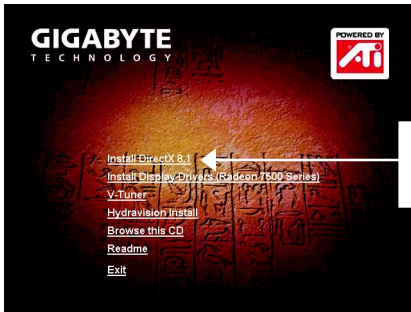 GIGABYTE
TECHNOLOGY
POWERED BY
ATi
Install DirectX 8.1
Install Display Drivers (Radeon 7500 Series)
V-Tuner
Hydravision Install
Browse this CD
Readme
Exit